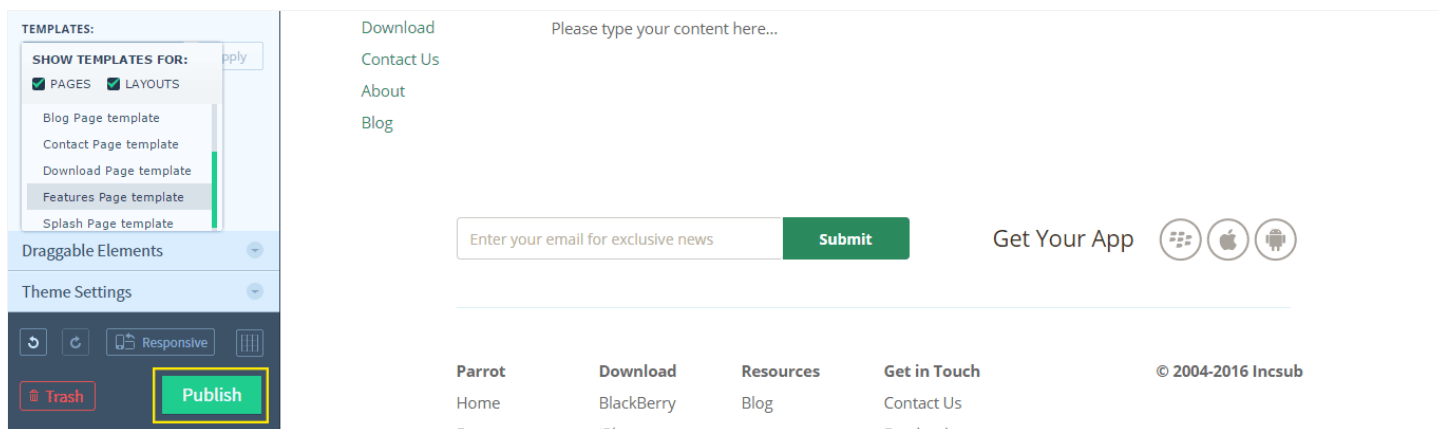 TEMPLATES:
SHOW TEMPLATES FOR:
PAGES LAYOUTS
Blog Page template
Contact Page template
Download Page template
Features Page template
Splash Page template
Draggable Elements
Theme Settings
Responsive
Trash
Publish
Download
Contact Us
About
Blog
Please type your content here...
Enter your email for exclusive news
Submit
Get Your App
Parrot
Home
Download
BlackBerry
Resources
Blog
Get in Touch
Contact Us
© 2004-2016 Incsub